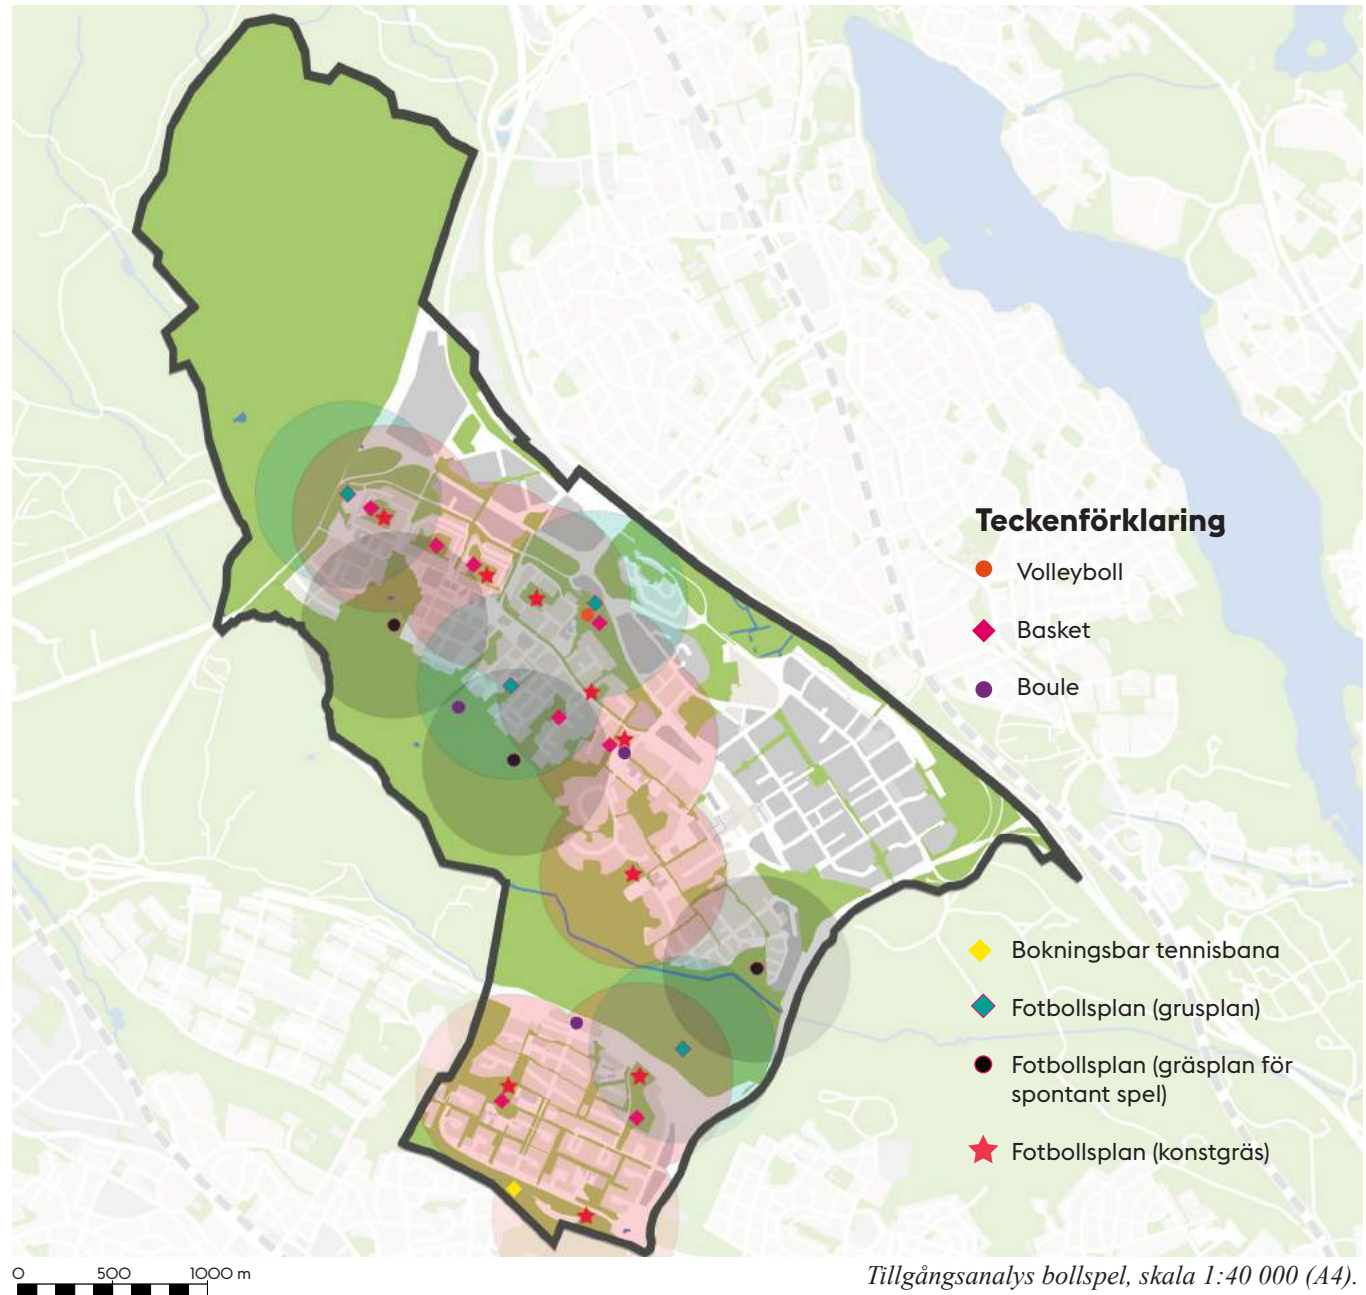 Teckenförklaring
Volleyboll
Basket
Boule
Bokningsbar tennisbana
Fotbollsplan (grusplan)
Fotbollsplan (gräsplan för
spontant spel)
Fotbollsplan (konstgräs)
0 500 1000 m
Tillgångsanalys bollspel, skala 1:40 000 (A4).